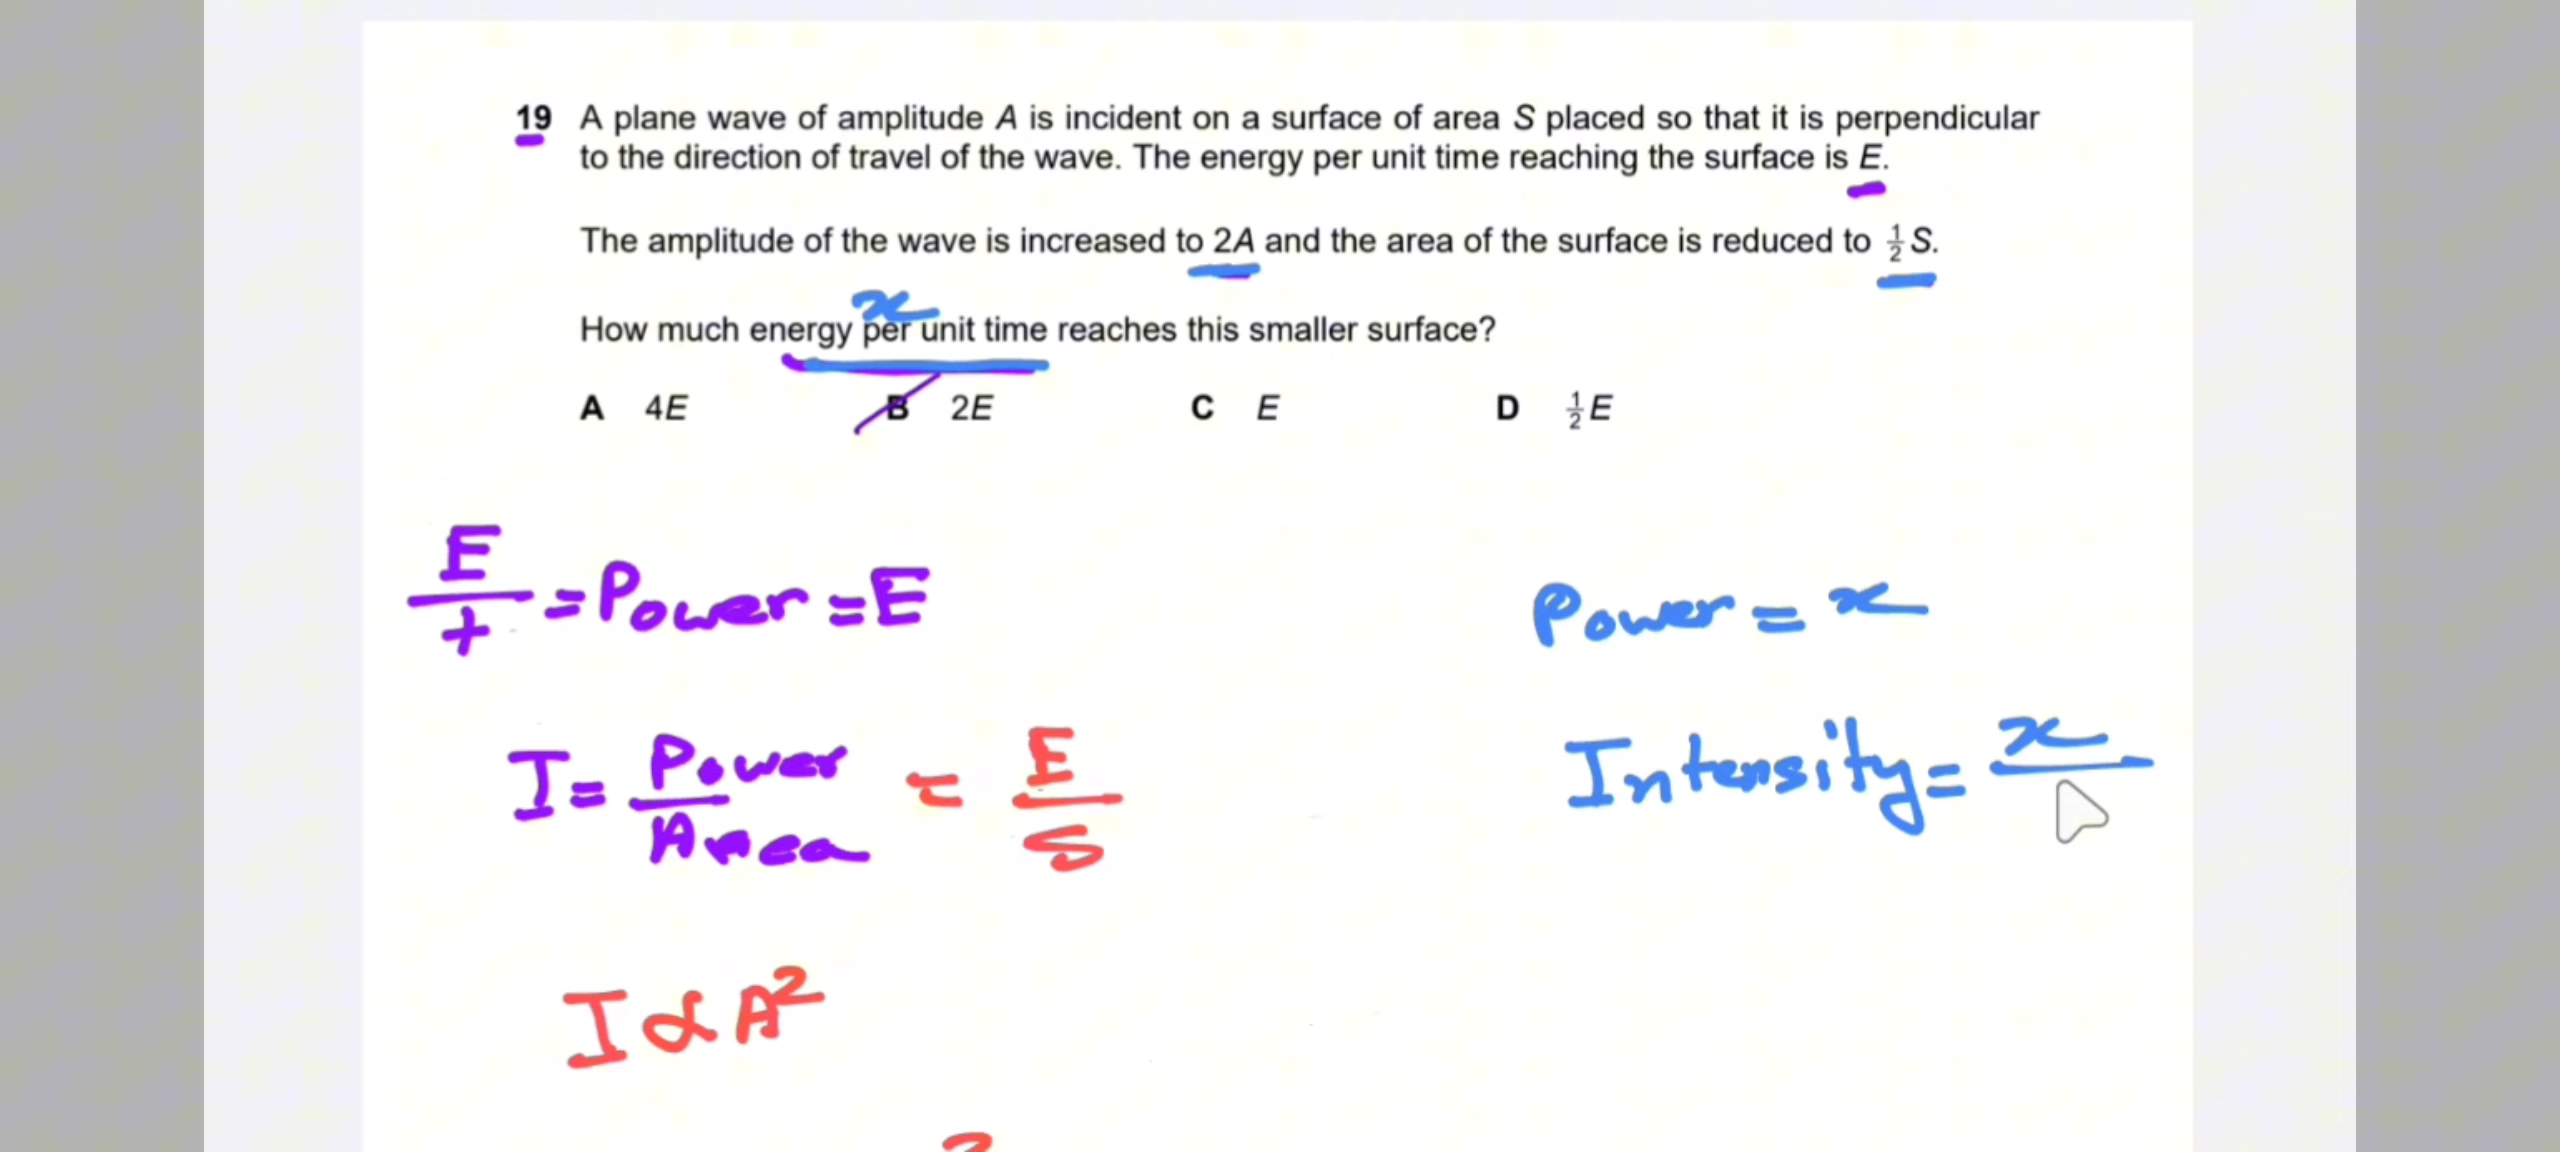 19 A plane wave of amplitude A is incident on a surface of area S placed so that it is perpendicular
to the direction of travel of the wave. The energy per unit time reaching the surface is E.
The amplitude of the wave is increased to 2A and the area of the surface is reduced to 1/2 S.
x
How much energy per unit time reaches this smaller surface?
A 4E B 2E C E D 1/2 E
E/t = Power = E
Power = x
I = Power/Area = E/S
Intensity = x
I ∝ A²
2